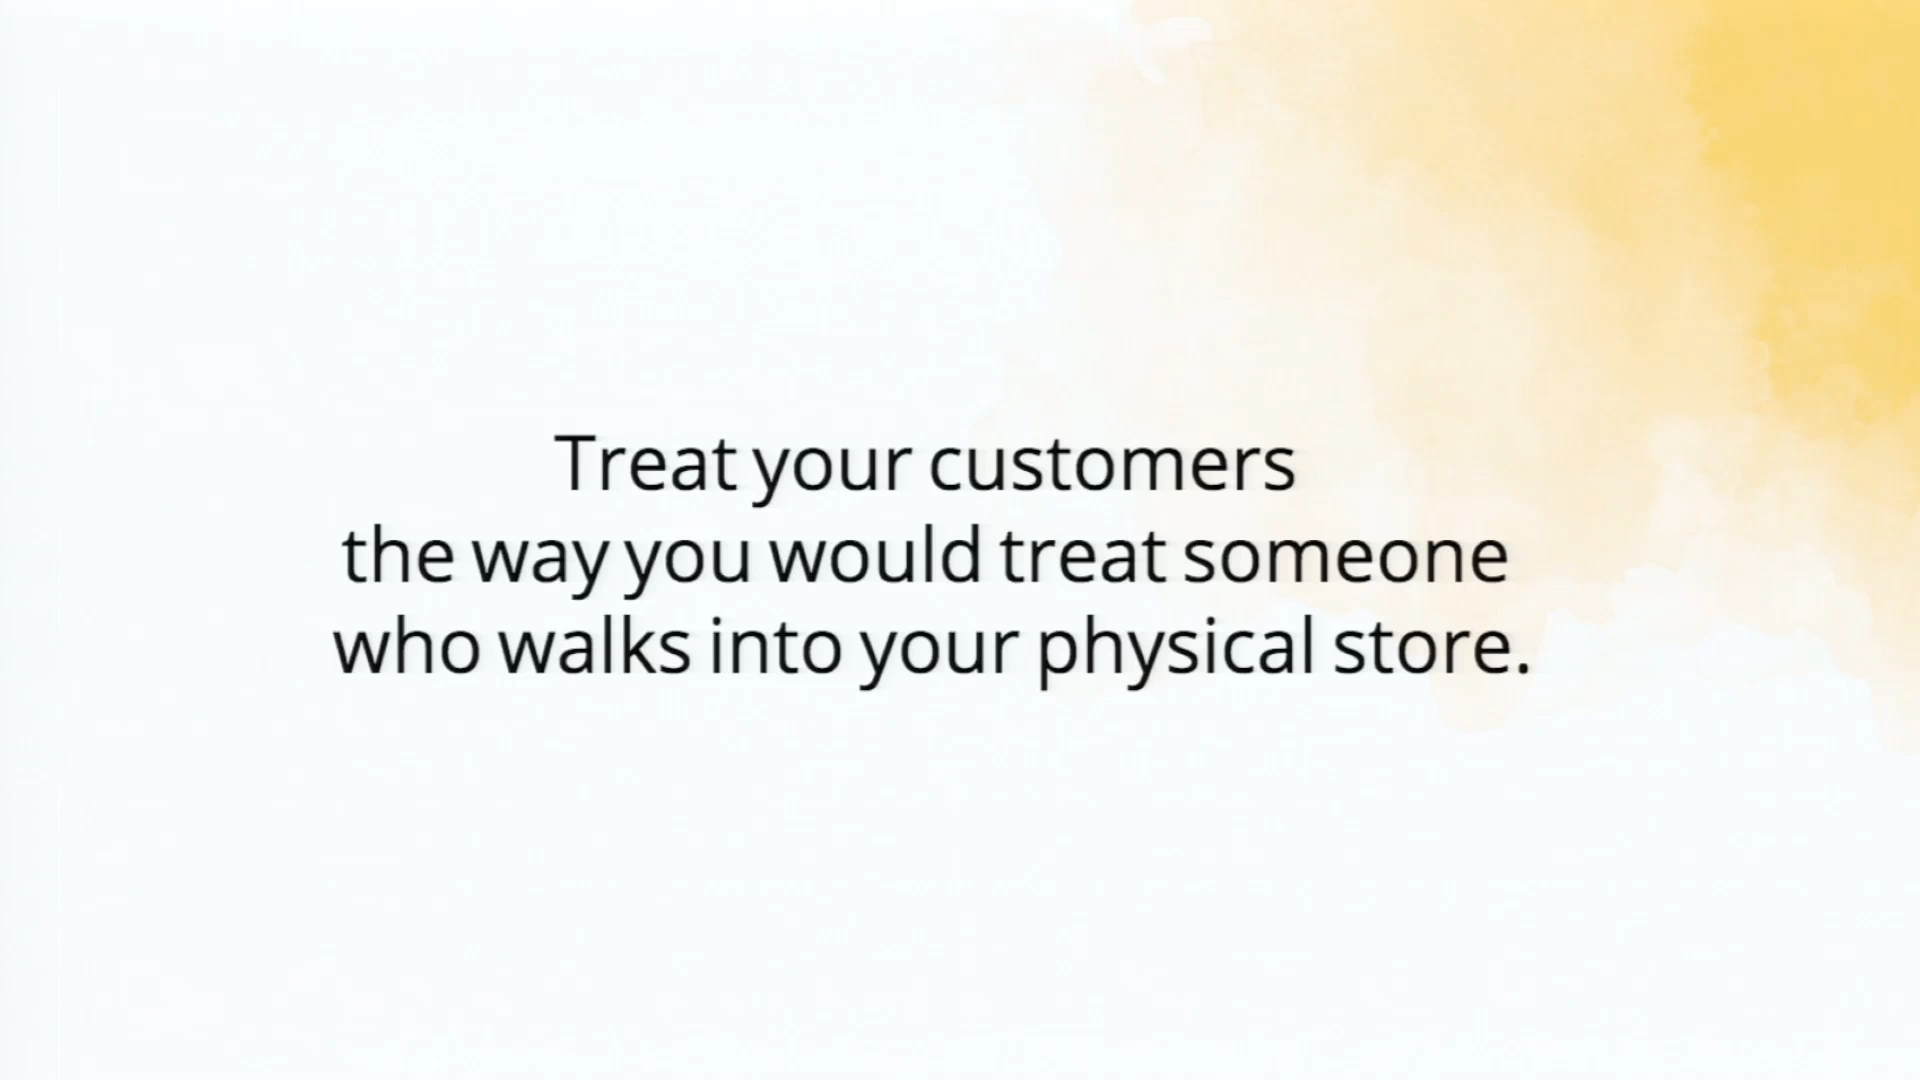 Treat your customers
the way you would treat someone
who walks into your physical store.